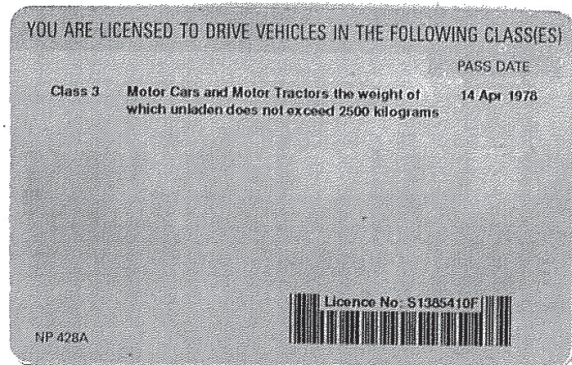 YOU ARE LICENSED TO DRIVE VEHICLES IN THE FOLLOWING CLASS(ES)
PASS DATE
Class 3 Motor Cars and Motor Tractors the weight of 14 Apr 1978
which unladen does not exceed 2500 kilograms
Licence No: S1385410F
NP 428A